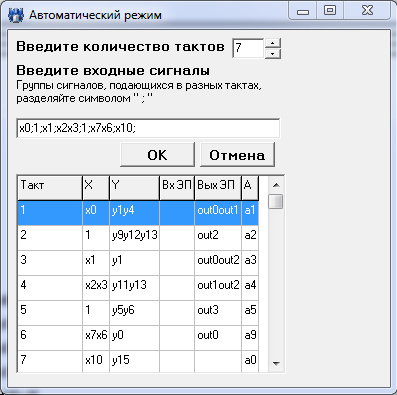 Автоматический режим
Введите количество тактов 7
Введите входные сигналы
Группы сигналов, подающихся в разных тактах,
разделяйте символом " ; "
x0;1;x1;x2x3;1;x7x6;x10;
OK Отмена
Такт X Y Вх ЭП Вых ЭП A
1 x0 y1y4 out0out1 a1
2 1 y9y12y13 out2 a2
3 x1 y1 out0out2 a3
4 x2x3 y11y13 out1out2 a4
5 1 y5y6 out3 a5
6 x7x6 y0 out0 a9
7 x10 y15 a0